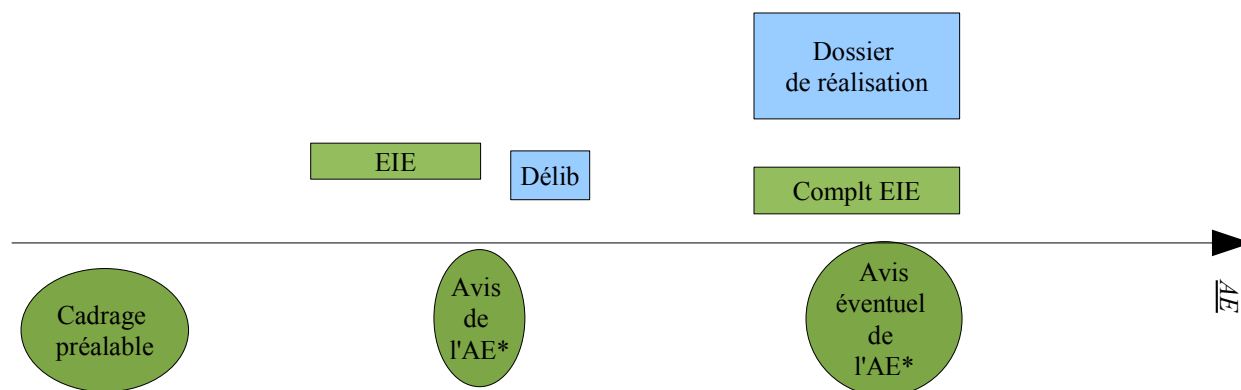 Dossier
de réalisation
EIE
Délib
Complt EIE
Cadrage
préalable
Avis
de
l'AE*
Avis
éventuel
de
l'AE*
AE